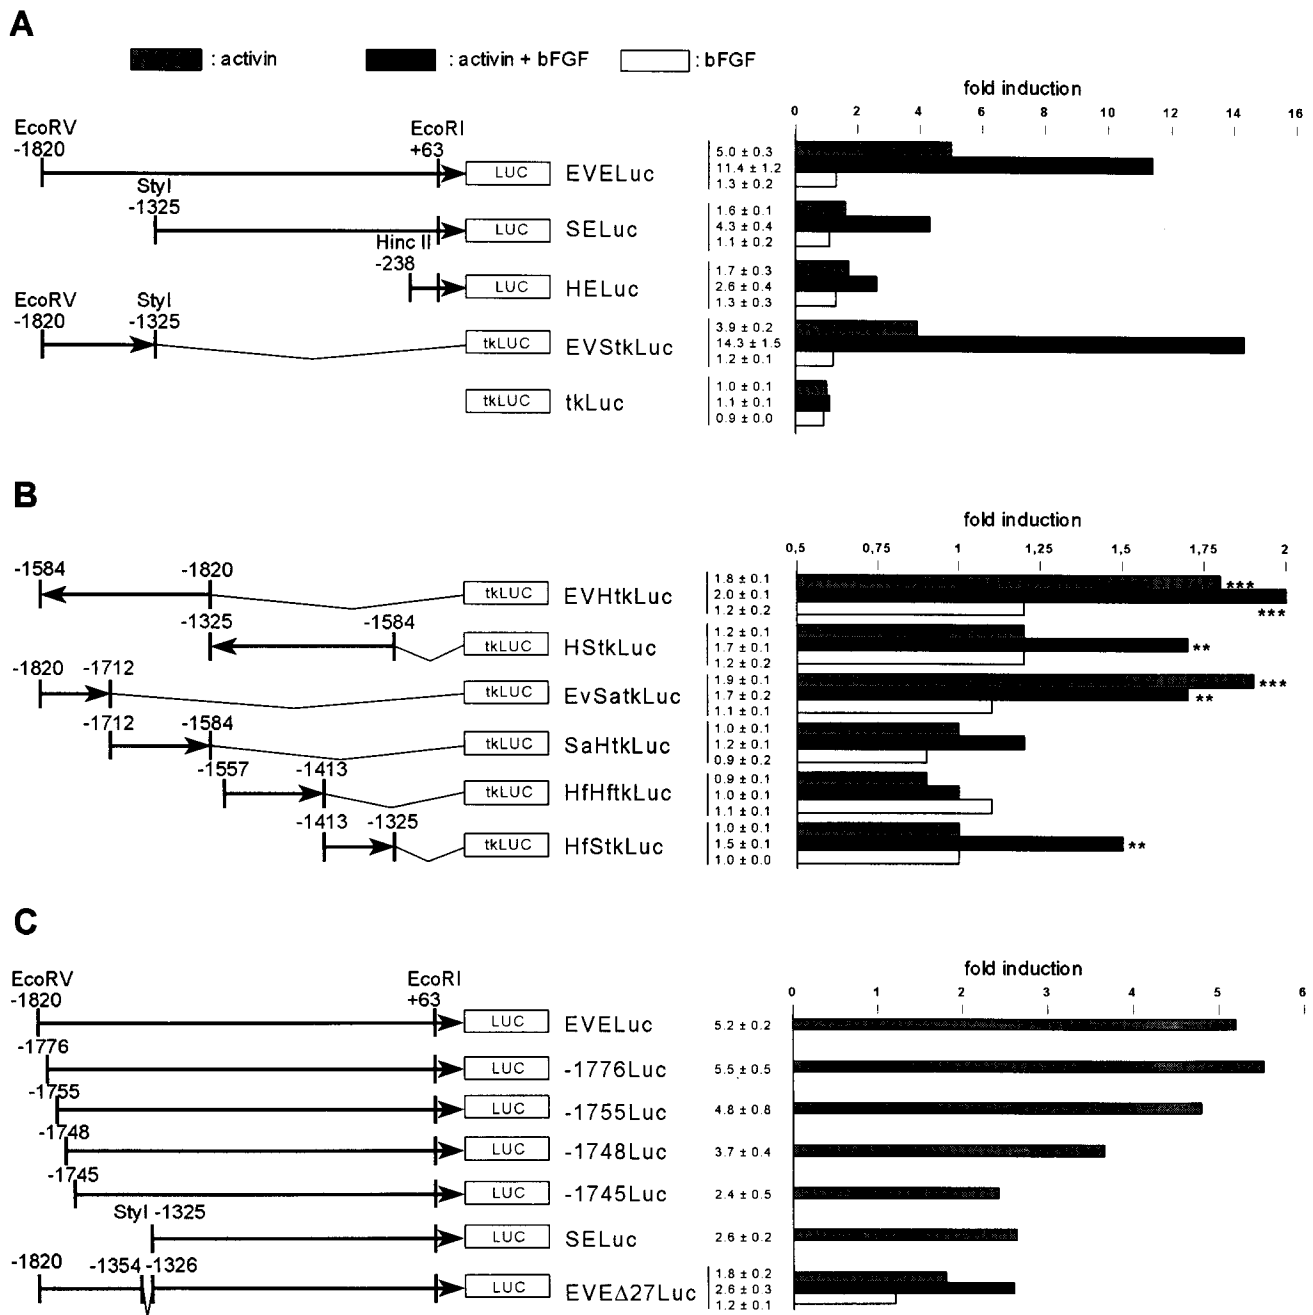 A
: activin : activin + bFGF : bFGF
fold induction
0 2 4 6 8 10 12 14 16
EcoRV
-1820
EcoRI
+63
LUC EVELuc
5.0 ± 0.3
11.4 ± 1.2
1.3 ± 0.2
StyI
-1325
LUC SELuc
1.6 ± 0.1
4.3 ± 0.4
1.1 ± 0.2
Hinc II
-238
LUC HELuc
1.7 ± 0.3
2.6 ± 0.4
1.3 ± 0.3
EcoRV
-1820
StyI
-1325
tkLUC EVStkLuc
3.9 ± 0.2
14.3 ± 1.5
1.2 ± 0.1
tkLUC tkLuc
1.0 ± 0.1
1.1 ± 0.1
0.9 ± 0.0
B
fold induction
0,5 0,75 1 1,25 1,5 1,75 2
-1584 -1820
tkLUC EVHtkLuc
1.8 ± 0.1 ***
2.0 ± 0.1
1.2 ± 0.2 ***
-1325 -1584
tkLUC HStkLuc
1.2 ± 0.1
1.7 ± 0.1 **
1.2 ± 0.2
-1820 -1712
tkLUC EvSatkLuc
1.9 ± 0.1 ***
1.7 ± 0.2 **
1.1 ± 0.1
-1712 -1584
tkLUC SaHtkLuc
1.0 ± 0.1
1.2 ± 0.1
0.9 ± 0.2
-1557 -1413
tkLUC HfHftkLuc
0.9 ± 0.1
1.0 ± 0.1
1.1 ± 0.1
-1413 -1325
tkLUC HfStkLuc
1.0 ± 0.1
1.5 ± 0.1 **
1.0 ± 0.0
C
fold induction
0 1 2 3 4 5 6
EcoRV
-1820
EcoRI
+63
LUC EVELuc 5.2 ± 0.2
-1776
LUC -1776Luc 5.5 ± 0.5
-1755
LUC -1755Luc 4.8 ± 0.8
-1748
LUC -1748Luc 3.7 ± 0.4
-1745
LUC -1745Luc 2.4 ± 0.5
StyI -1325
LUC SELuc 2.6 ± 0.2
-1820 -1354 -1326
LUC EVEΔ27Luc
1.8 ± 0.2
2.6 ± 0.3
1.2 ± 0.1